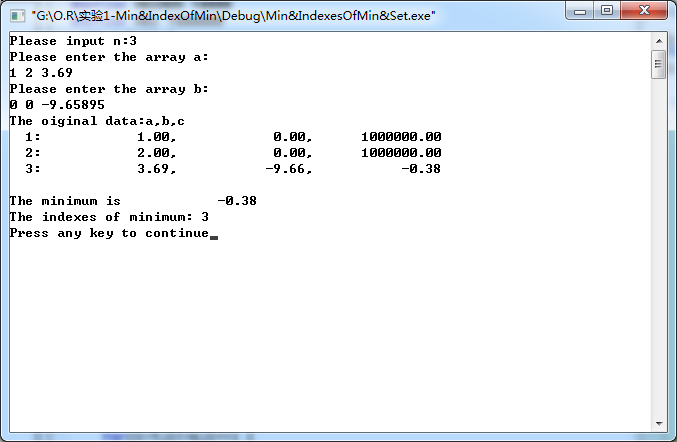 "G:\O.R\实验1-Min&IndexOfMin\Debug\Min&IndexesOfMin&Set.exe"
Please input n:3
Please enter the array a:
1 2 3.69
Please enter the array b:
0 0 -9.65895
The oiginal data:a,b,c
1: 1.00, 0.00, 1000000.00
2: 2.00, 0.00, 1000000.00
3: 3.69, -9.66, -0.38
The minimum is -0.38
The indexes of minimum: 3
Press any key to continue